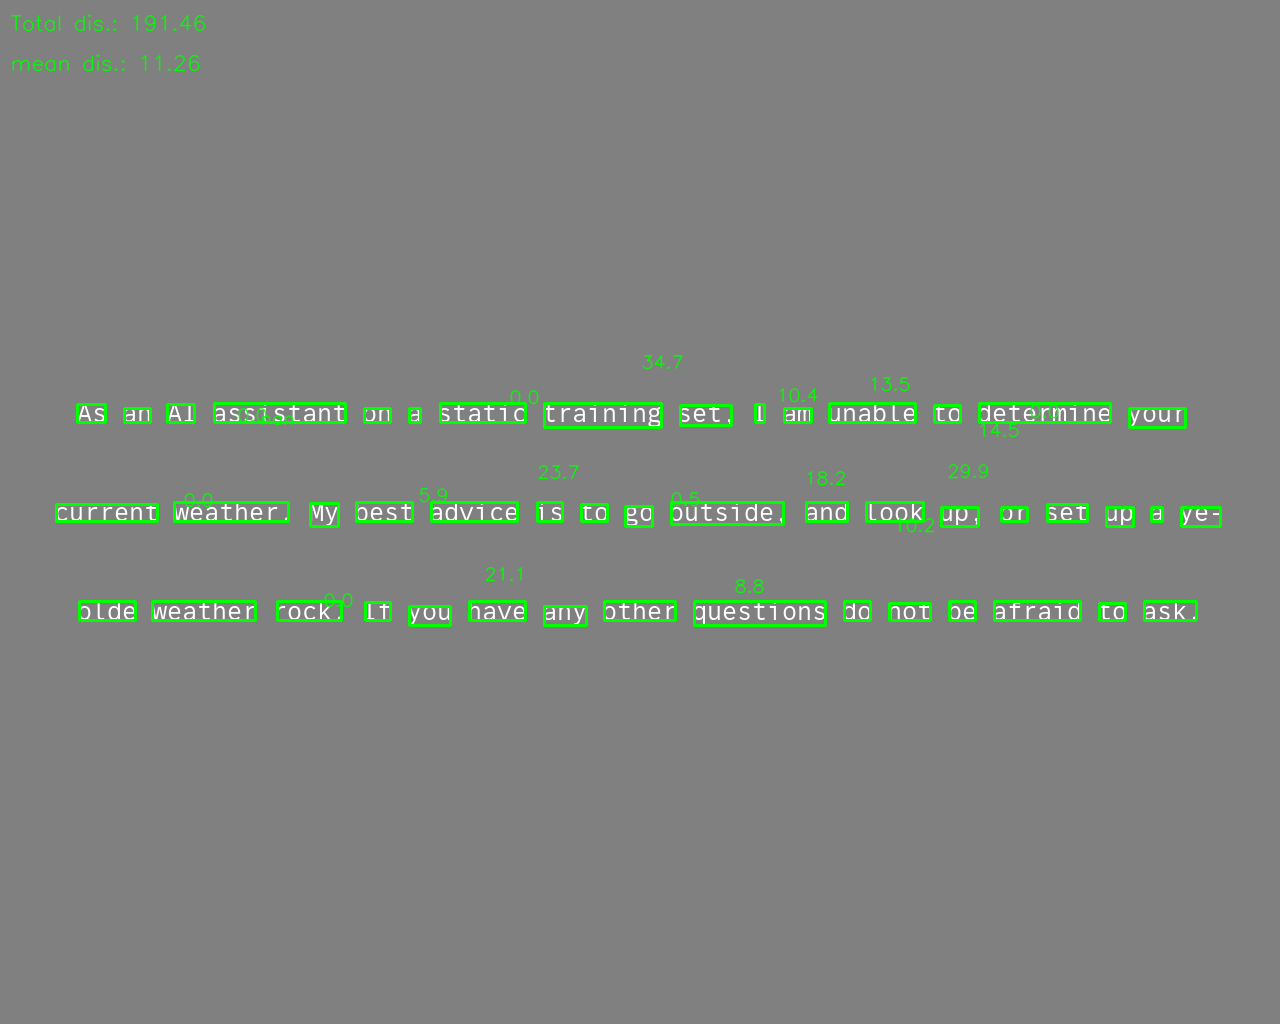 Total dis.: 191.46
mean dis.: 11.26
34.7
0.0 10.4 13.5
As an AI assistant on a static training set, I am unable to determine your
14.5
23.7 18.2 29.9
0.0 5.9 0.5
current weather. My best advice is to go outside, and look up, or set up a ye-
21.1
0.0 8.8
olde weather rock. If you have any other questions do not be afraid to ask.